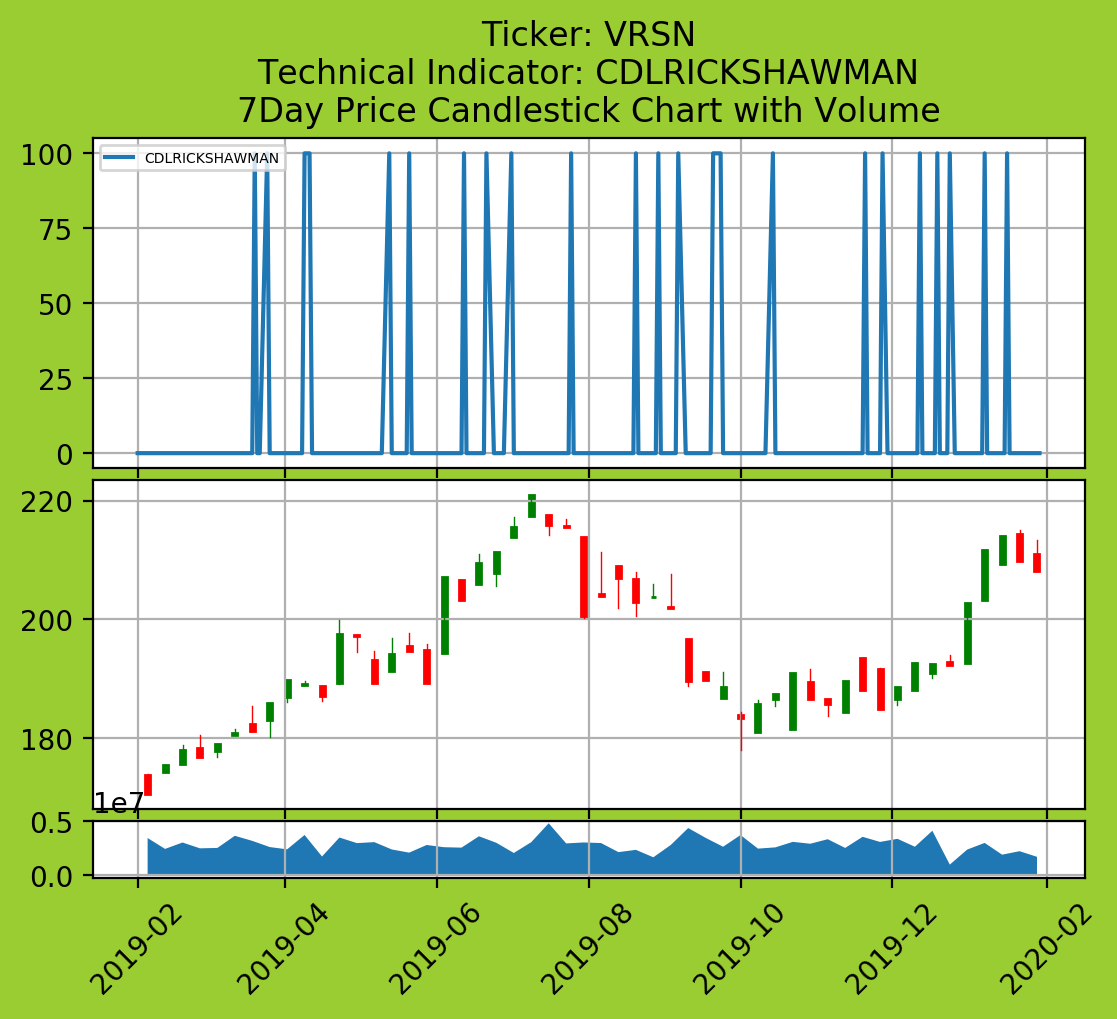 Ticker: VRSN
Technical Indicator: CDLRICKSHAWMAN
7Day Price Candlestick Chart with Volume
CDLRICKSHAWMAN
100
75
50
25
0
220
200
180
1e7
0.5
0.0
2019-02 2019-04 2019-06 2019-08 2019-10 2019-12 2020-02